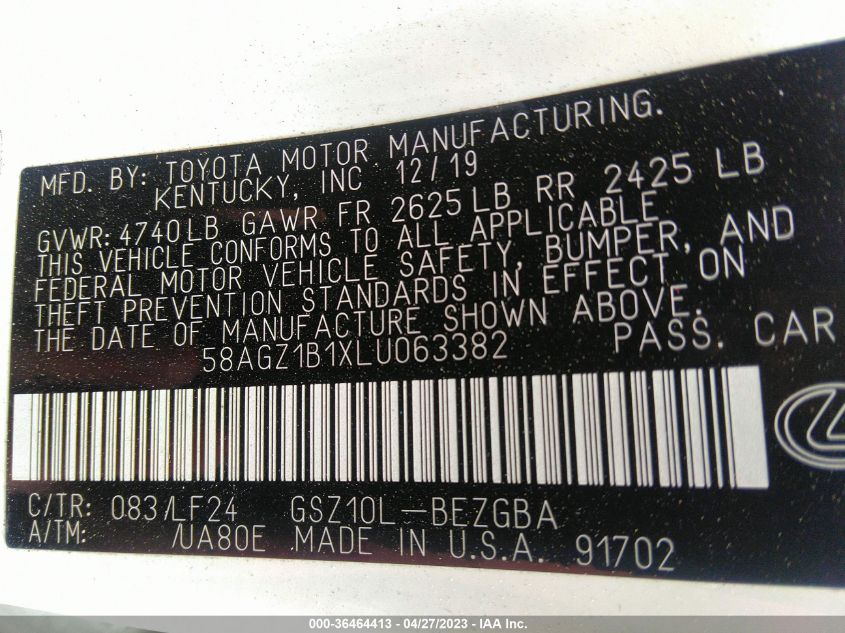 MFD. BY: TOYOTA MOTOR MANUFACTURING.
KENTUCKY, INC 12/19
GVWR: 4740LB GAWR FR 2625LB RR 2425 LB
THIS VEHICLE CONFORMS TO ALL APPLICABLE
FEDERAL MOTOR VEHICLE SAFETY, BUMPER, AND
THEFT PREVENTION STANDARDS IN EFFECT ON
THE DATE OF MANUFACTURE SHOWN ABOVE.
58AGZ1B1XLU063382 PASS. CAR
C/TR: 083/LF24 GSZ10L-BEZGBA
A/TM: /UA80E MADE IN U.S.A. 91702
000-36464413 - 04/27/2023 - IAA Inc.